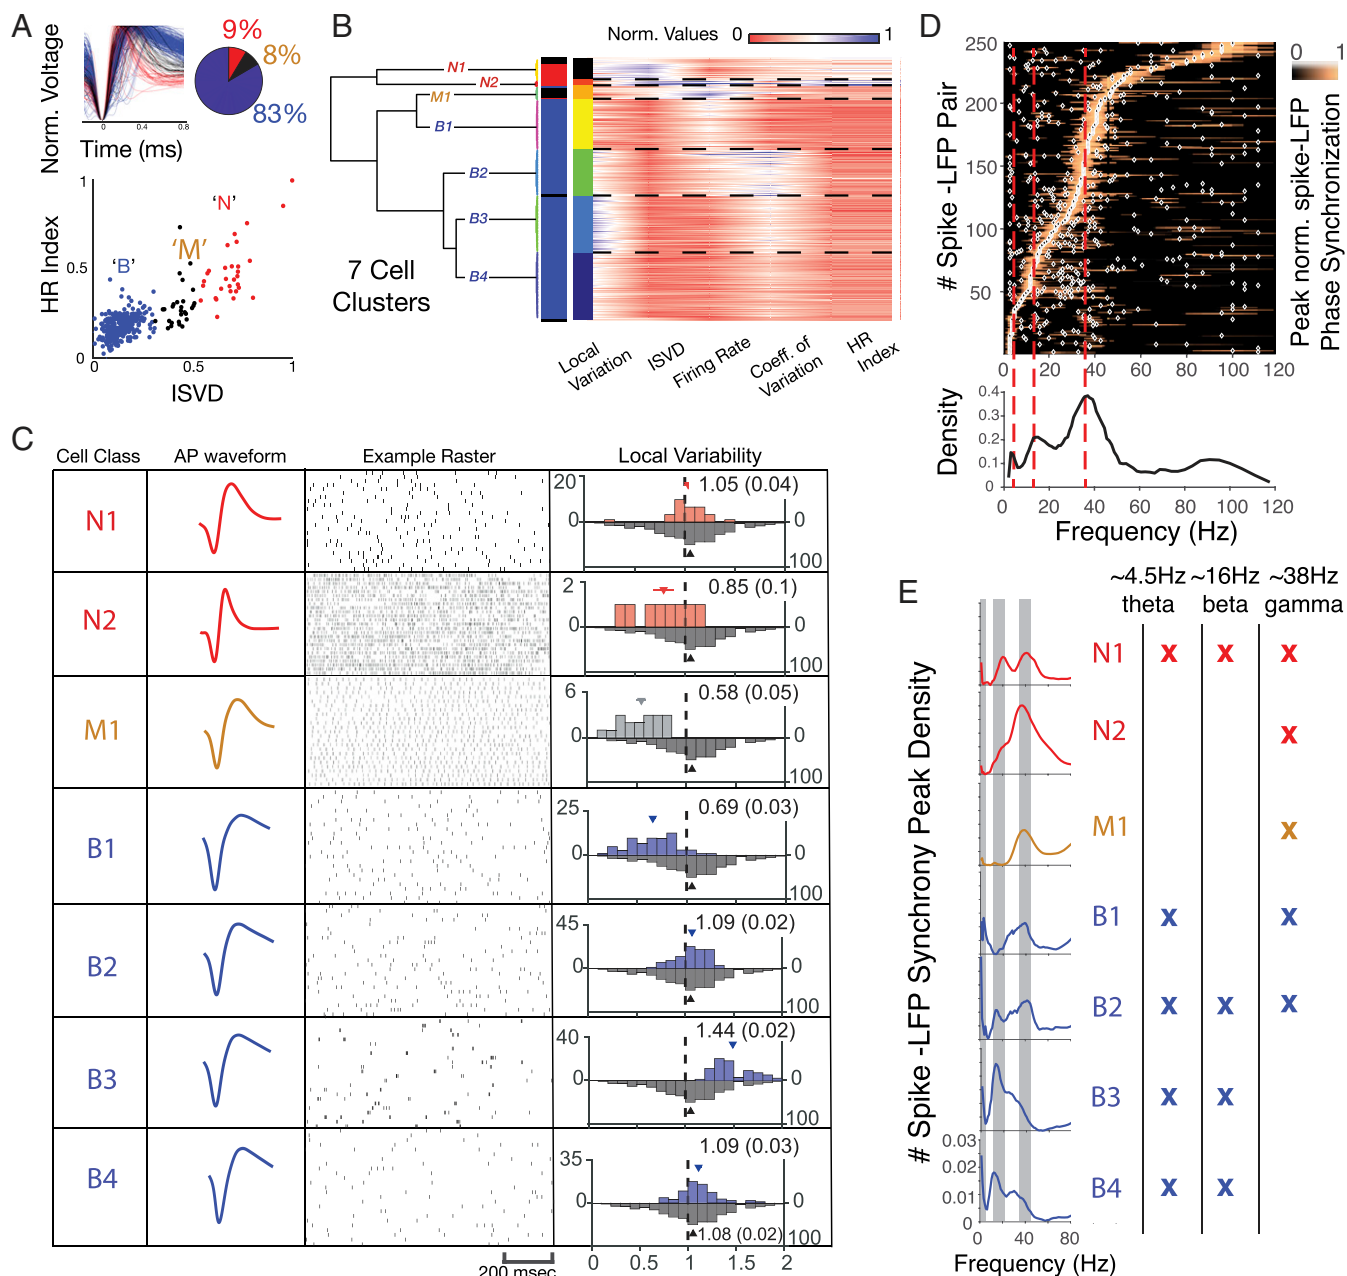 A
Norm. Voltage
0
0.4
0.8
Time (ms)
9%
8%
83%
HR Index
1
0.5
0
'B'
'M'
'N'
0
0.5
1
ISVD
B
Norm. Values 0 1
N1
N2
M1
B1
B2
B3
B4
7 Cell
Clusters
Local
Variation
ISVD
Firing Rate
Coeff. of
Variation
HR
Index
C
Cell Class
AP waveform
Example Raster
Local Variability
N1
20
0
1.05 (0.04)
100
N2
2
0
0.85 (0.1)
100
M1
6
0
0.58 (0.05)
0
100
B1
25
0
0.69 (0.03)
0
100
B2
45
0
1.09 (0.02)
0
100
B3
40
0
1.44 (0.02)
0
100
B4
35
0
1.09 (0.03)
0
1.08 (0.02)
100
200 msec
0 0.5 1 1.5 2
D
# Spike -LFP Pair
250
200
150
100
50
0 20 40 60 80 100 120
0 1
Peak norm. spike-LFP
Phase Synchronization
Density
0.4
0.3
0.2
0.1
0
0 20 40 60 80 100 120
Frequency (Hz)
E
# Spike -LFP Synchrony Peak Density
~4.5Hz ~16Hz ~38Hz
theta beta gamma
N1 X X X
N2 X
M1 X
B1 X X
B2 X X X
B3 X X
B4 X X
0.03
0.02
0.01
0
0 40 80
Frequency (Hz)